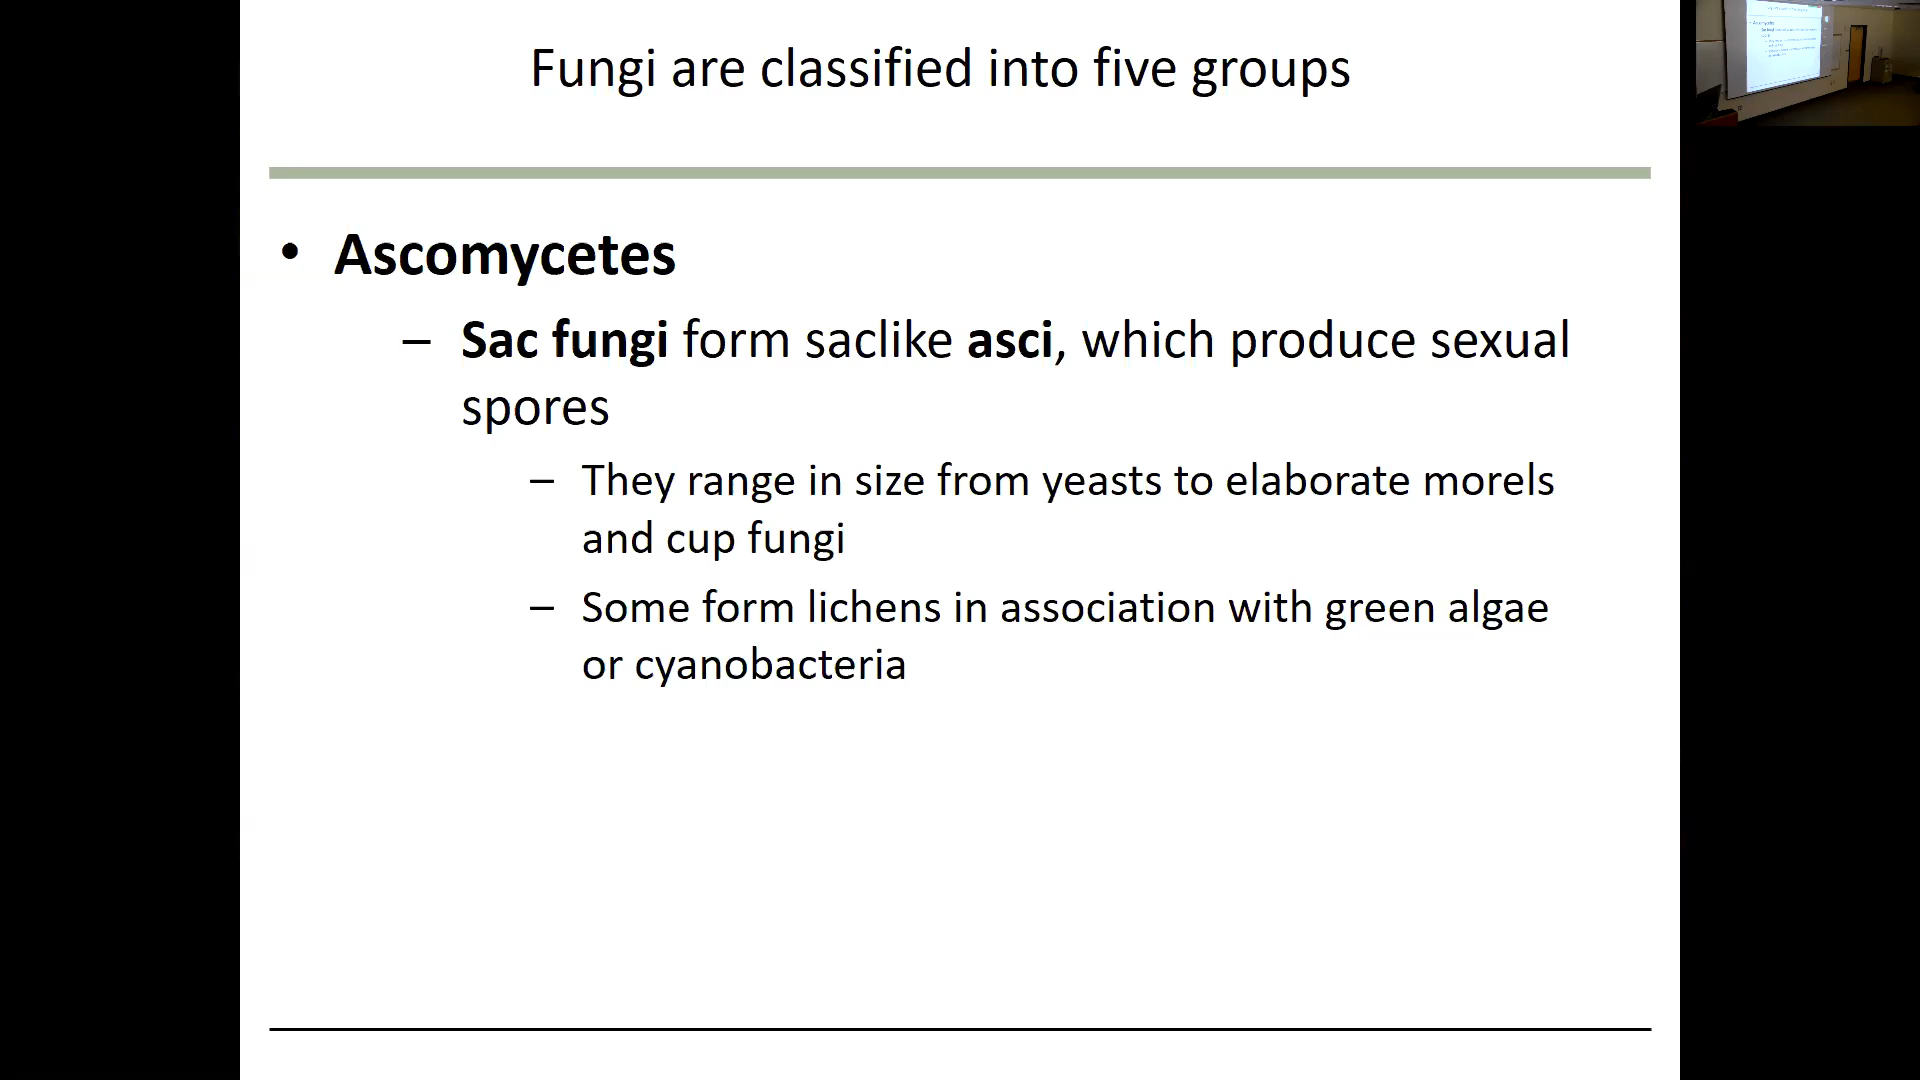 Fungi are classified into five groups
• Ascomycetes
– Sac fungi form saclike asci, which produce sexual
spores
– They range in size from yeasts to elaborate morels
and cup fungi
– Some form lichens in association with green algae
or cyanobacteria